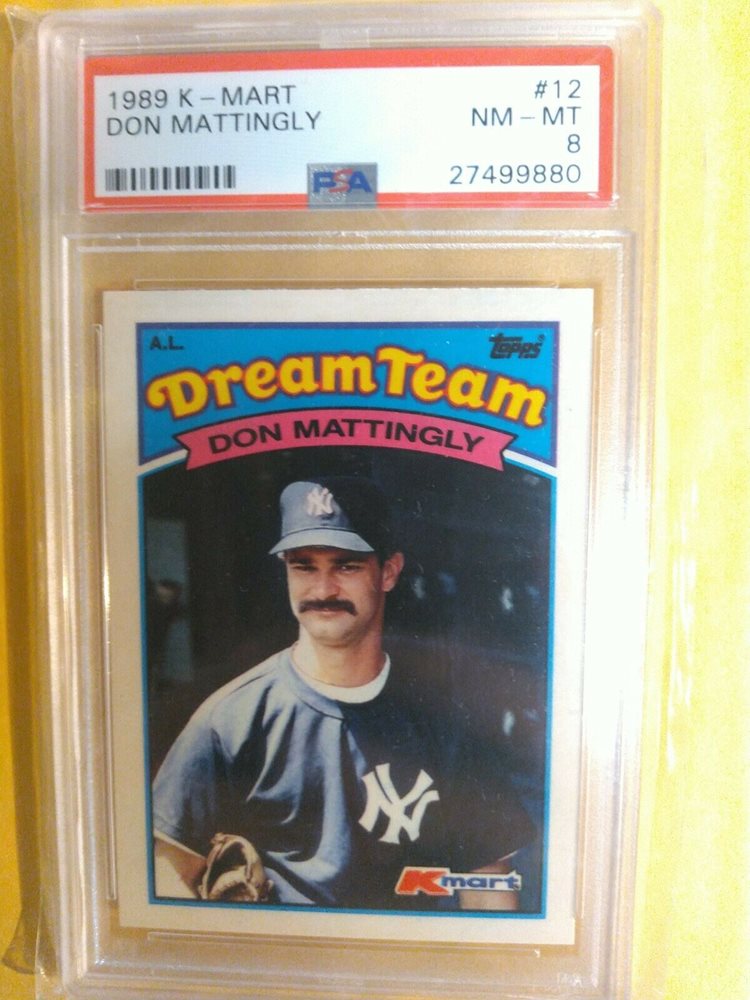 1989 K-MART #12
DON MATTINGLY NM-MT
8
PSA 27499880
A.L. Topps®
Dream Team
DON MATTINGLY
NY
NY
Kmart